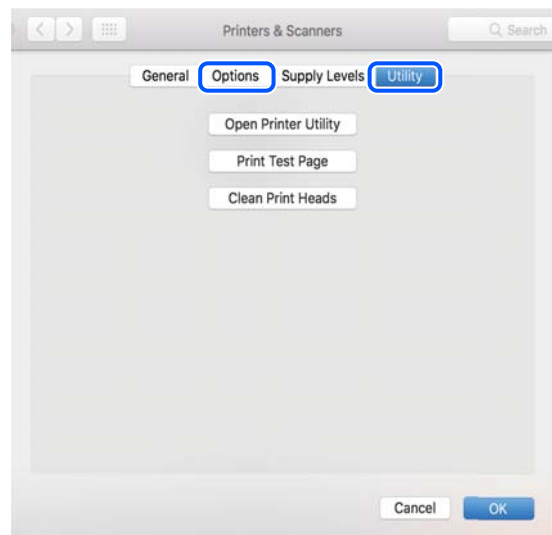 Printers & Scanners Search
General Options Supply Levels Utility
Open Printer Utility
Print Test Page
Clean Print Heads
Cancel OK